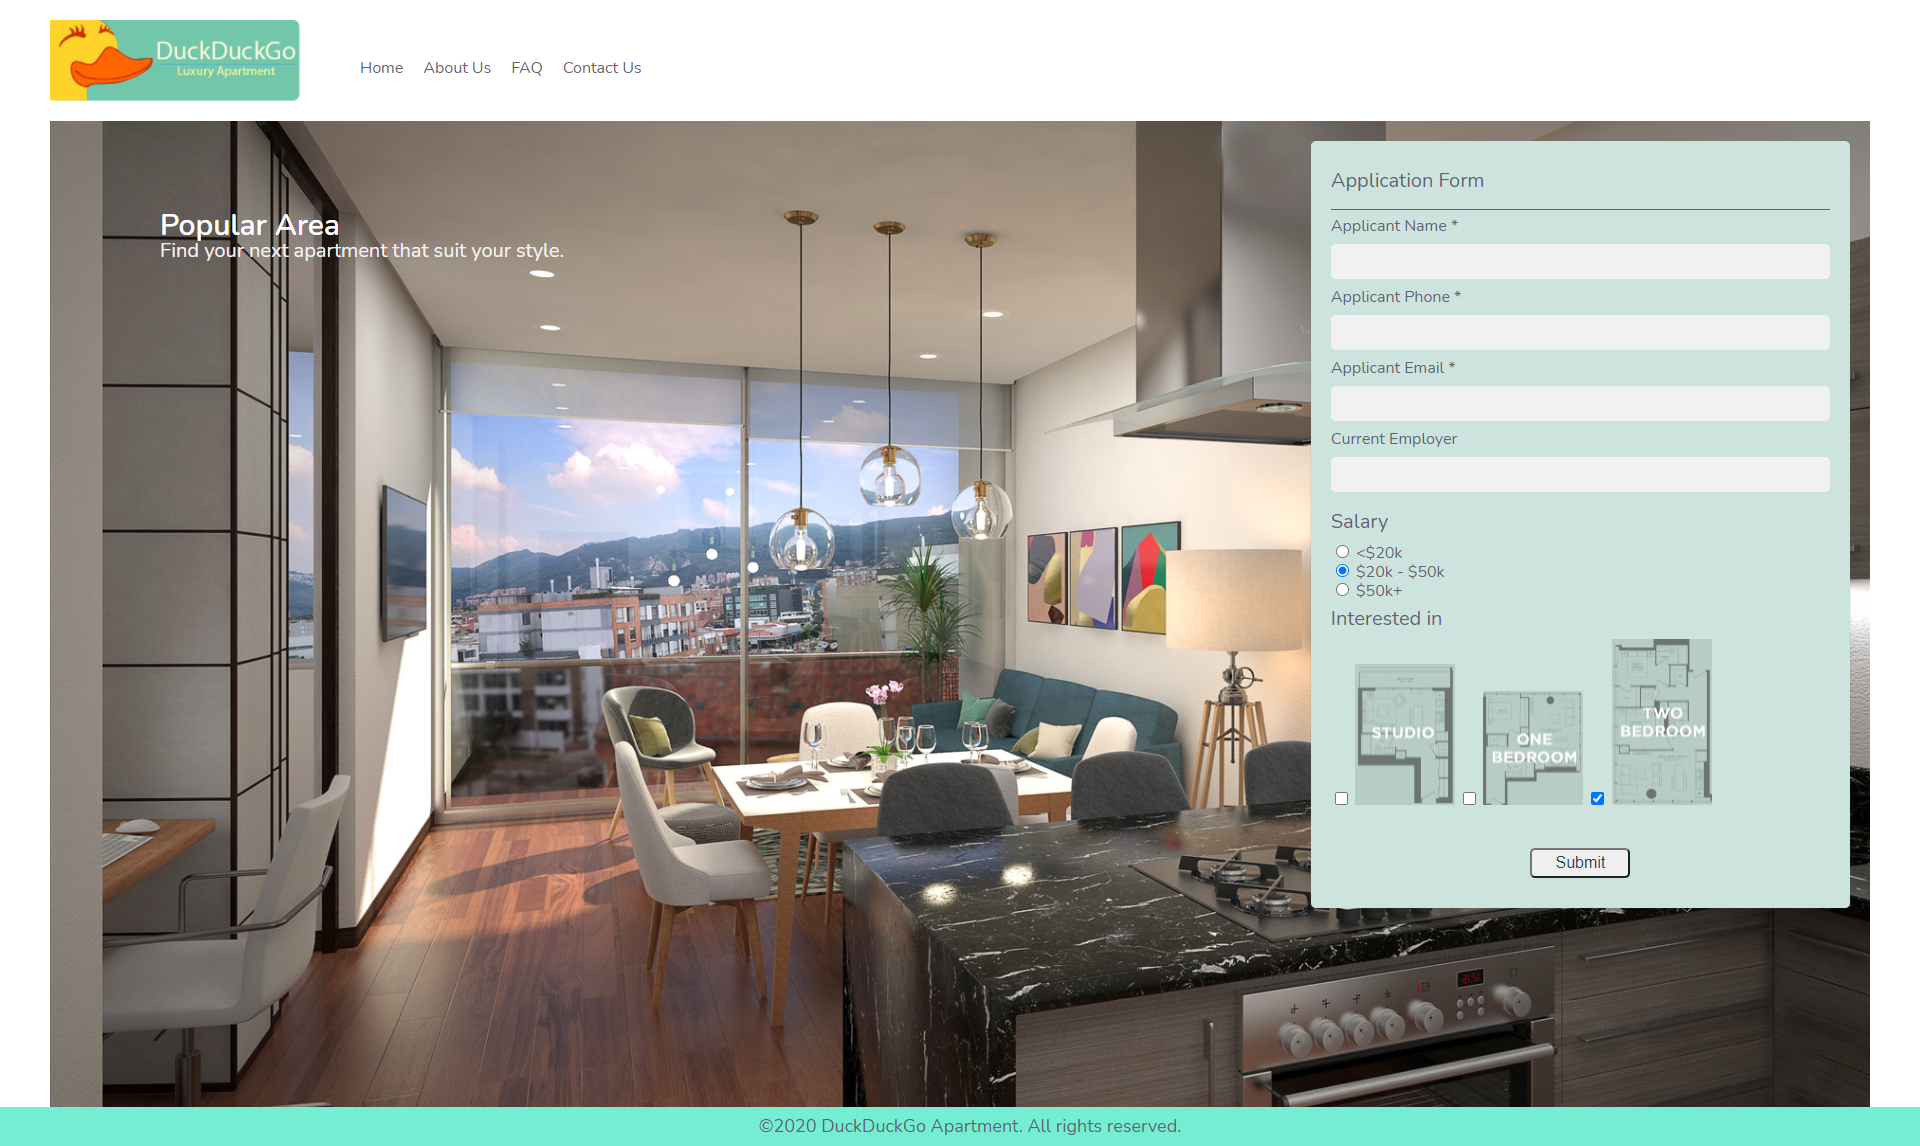 DuckDuckGo
Luxury Apartment
Home About Us FAQ Contact Us
Popular Area
Find your next apartment that suit your style.
Application Form
Applicant Name *
Applicant Phone *
Applicant Email *
Current Employer
Salary
<$20k
$20k - $50k
$50k+
Interested in
STUDIO
ONE
BEDROOM
TWO
BEDROOM
Submit
©2020 DuckDuckGo Apartment. All rights reserved.